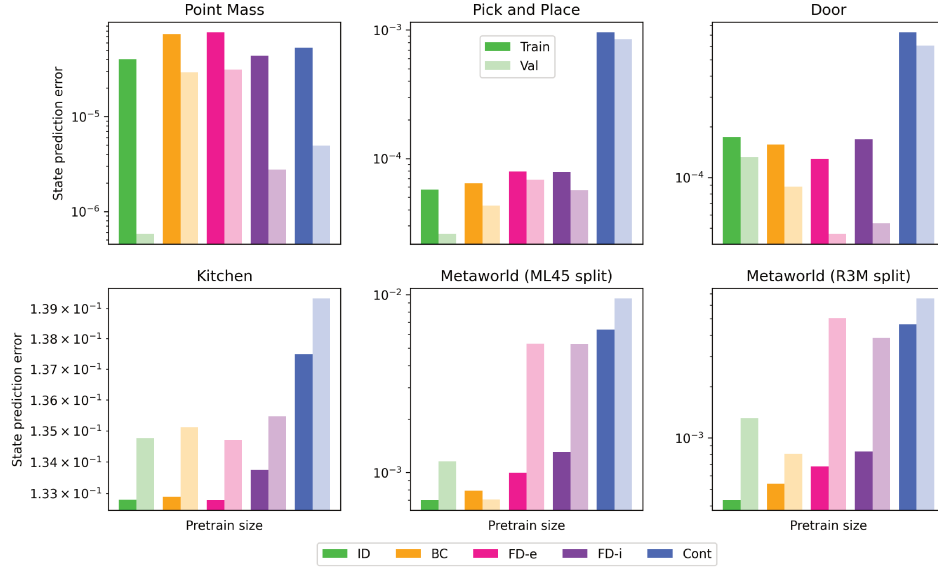 Point Mass
Pick and Place
Door
State prediction error
10⁻⁵
10⁻⁶
10⁻³
10⁻⁴
Train
Val
10⁻⁴
Kitchen
Metaworld (ML45 split)
Metaworld (R3M split)
State prediction error
1.39 × 10⁻¹
1.38 × 10⁻¹
1.37 × 10⁻¹
1.36 × 10⁻¹
1.35 × 10⁻¹
1.34 × 10⁻¹
1.33 × 10⁻¹
10⁻²
10⁻³
10⁻³
Pretrain size
Pretrain size
Pretrain size
ID BC FD-e FD-i Cont